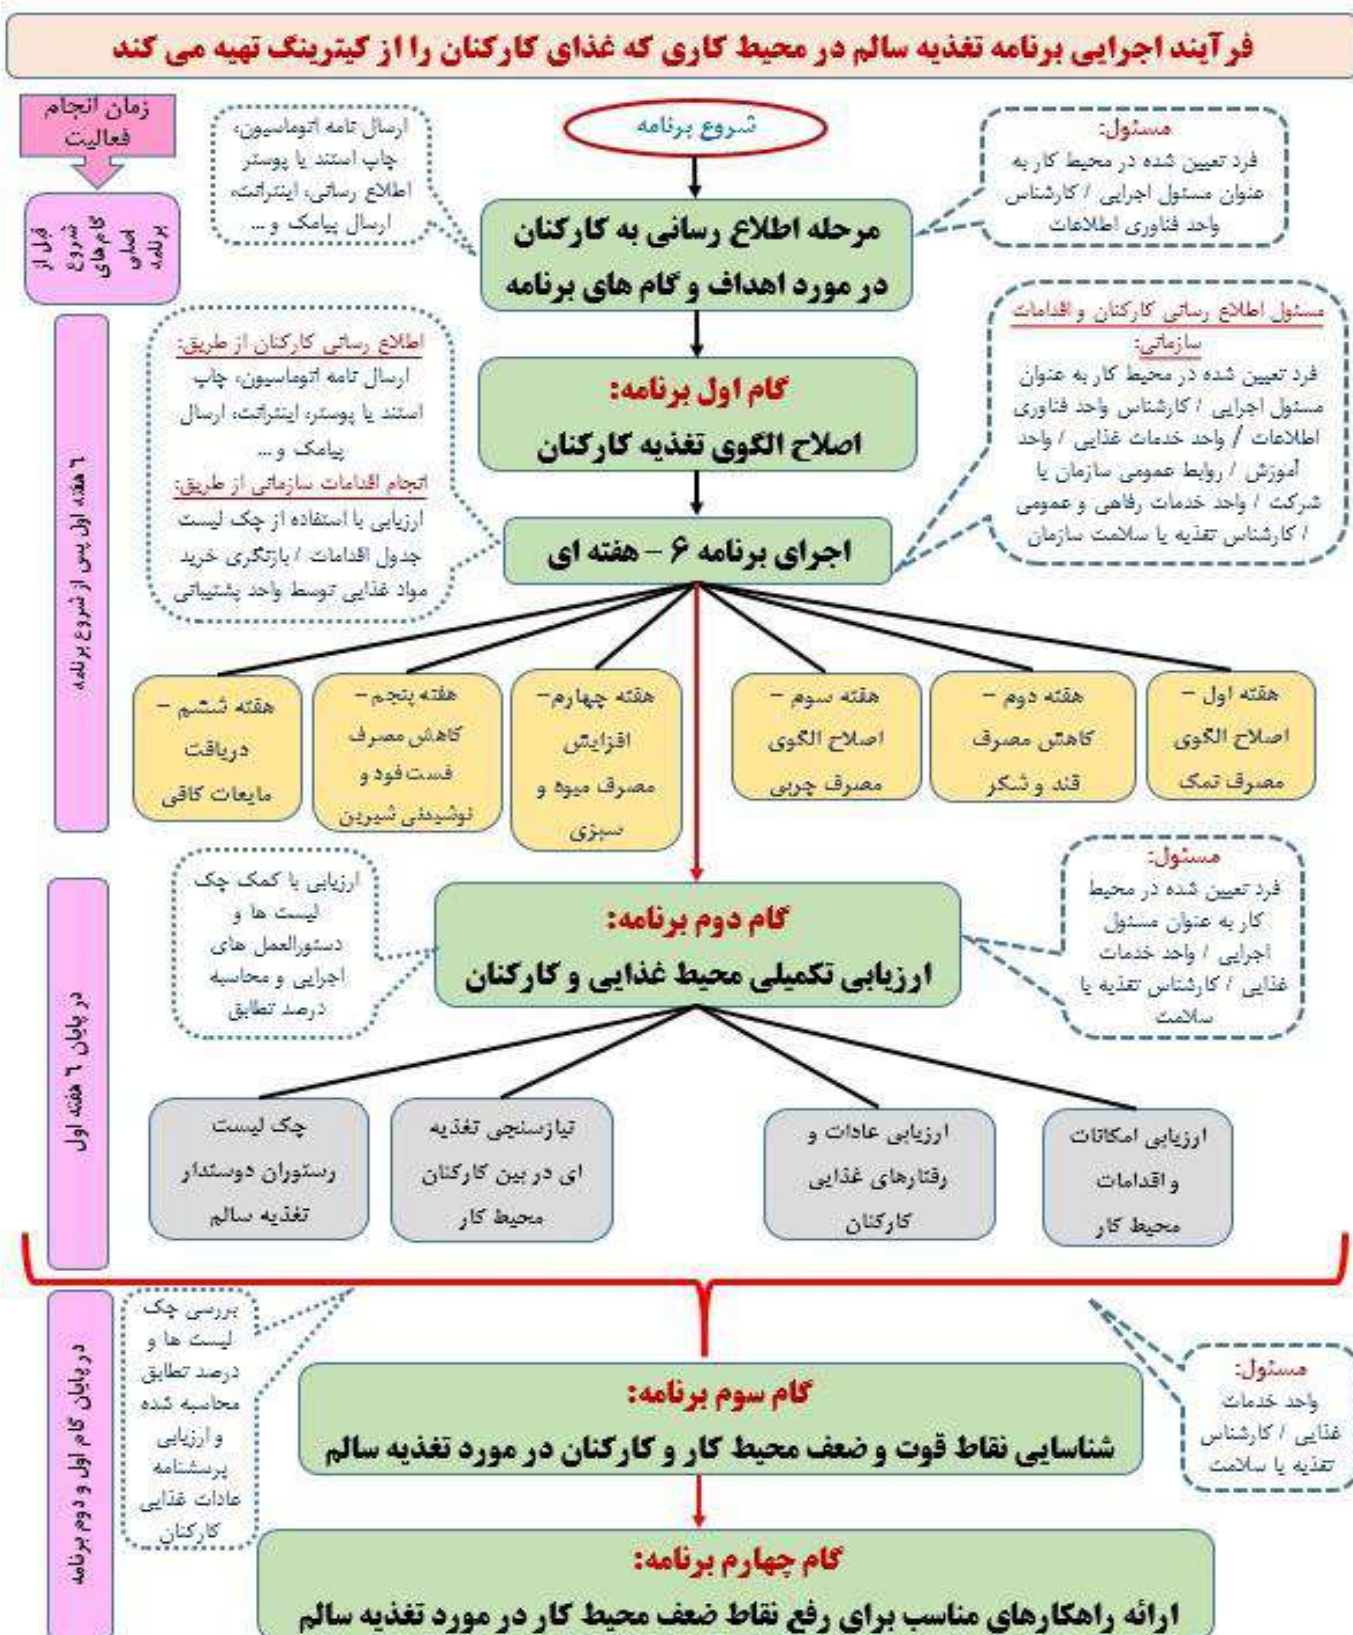 فرآیند اجرایی برنامه تغذیه سالم در محیط کاری که غذای کارکنان را از کیترینگ تهیه می کند
زمان انجام
فعالیت
شروع برنامه
مسئول:
فرد تعیین شده در محیط کار به
عنوان مسئول اجرایی / کارشناس
واحد فناوری اطلاعات
ارسال نامه اتوماسیون،
چاپ استند یا پوستر
اطلاع رسانی، اینترانت،
ارسال پیامک و ...
قبل از
شروع
گام‌های
اصلی
برنامه
مرحله اطلاع رسانی به کارکنان
در مورد اهداف و گام های برنامه
مسئول اطلاع رسانی کارکنان و اقدامات
سازمانی:
فرد تعیین شده در محیط کار به عنوان
مسئول اجرایی / کارشناس واحد فناوری
اطلاعات / واحد خدمات غذایی / واحد
آموزش / روابط عمومی سازمان یا
شرکت / واحد خدمات رفاهی و عمومی
/ کارشناس تغذیه یا سلامت سازمان
گام اول برنامه:
اصلاح الگوی تغذیه کارکنان
اطلاع رسانی کارکنان از طریق:
ارسال نامه اتوماسیون، چاپ
استند یا پوستر، اینترانت، ارسال
پیامک و ...
انجام اقدامات سازمانی از طریق:
ارزیابی با استفاده از چک لیست
جدول اقدامات / بازنگری خرید
مواد غذایی توسط واحد پشتیبانی
۶ هفته اول پس از شروع برنامه
اجرای برنامه ۶ – هفته ای
هفته اول –
اصلاح الگوی
مصرف نمک
هفته دوم –
کاهش مصرف
قند و شکر
هفته سوم –
اصلاح الگوی
مصرف چربی
هفته چهارم–
افزایش
مصرف میوه و
سبزی
هفته پنجم–
کاهش مصرف
فست فود و
نوشیدنی شیرین
هفته ششم –
دریافت
مایعات کافی
مسئول:
فرد تعیین شده در محیط
کار به عنوان مسئول
اجرایی / واحد خدمات
غذایی / کارشناس تغذیه یا
سلامت
گام دوم برنامه:
ارزیابی تکمیلی محیط غذایی و کارکنان
ارزیابی با کمک چک
لیست ها و
دستورالعمل های
اجرایی و محاسبه
درصد تطابق
در پایان ۶ هفته اول
ارزیابی امکانات
و اقدامات
محیط کار
ارزیابی عادات و
رفتارهای غذایی
کارکنان
نیازسنجی تغذیه
ای در بین کارکنان
محیط کار
چک لیست
رستوران دوستدار
تغذیه سالم
مسئول:
واحد خدمات
غذایی / کارشناس
تغذیه یا سلامت
بررسی چک
لیست ها و
درصد تطابق
محاسبه شده
و ارزیابی
پرسشنامه
عادات غذایی
کارکنان
در پایان گام اول و دوم برنامه
گام سوم برنامه:
شناسایی نقاط قوت و ضعف محیط کار و کارکنان در مورد تغذیه سالم
گام چهارم برنامه:
ارائه راهکارهای مناسب برای رفع نقاط ضعف محیط کار در مورد تغذیه سالم